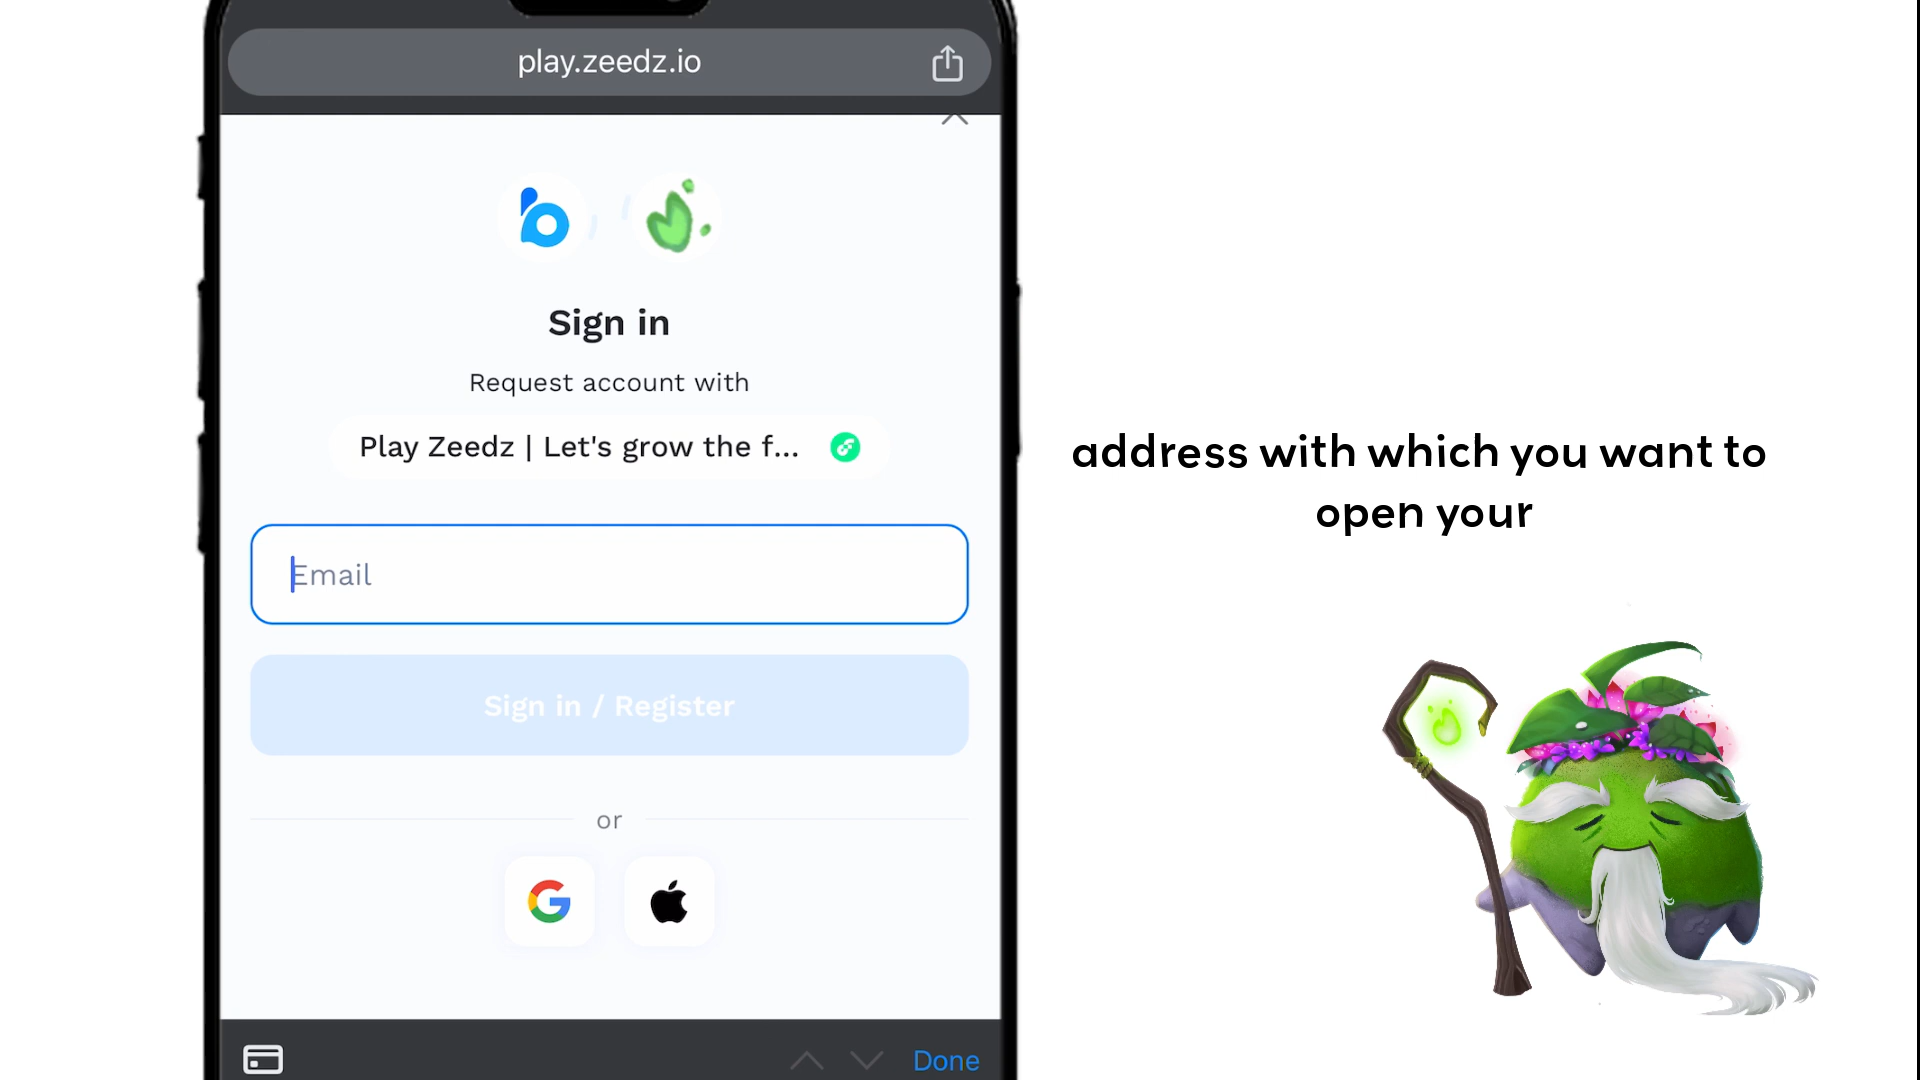 play.zeedz.io
Sign in
Request account with
Play Zeedz | Let's grow the f...
Email
Sign in / Register
or
Done
address with which you want to
open your